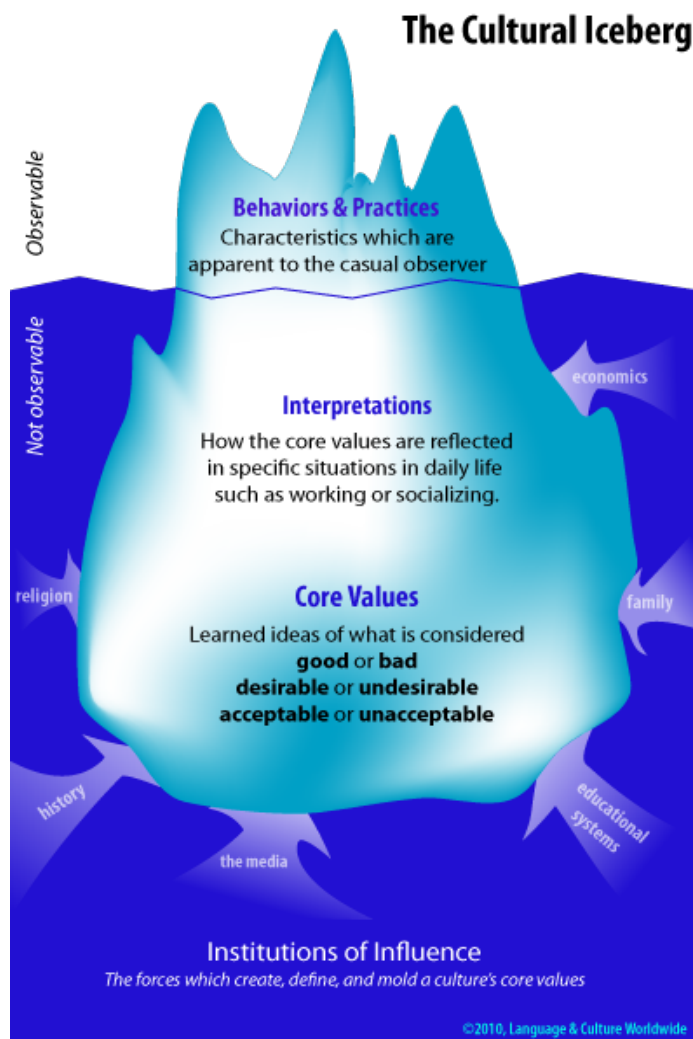 The Cultural Iceberg
Observable
Behaviors & Practices
Characteristics which are
apparent to the casual observer
Not observable
economics
Interpretations
How the core values are reflected
in specific situations in daily life
such as working or socializing.
religion
family
Core Values
Learned ideas of what is considered
good or bad
desirable or undesirable
acceptable or unacceptable
history
educational
systems
the media
Institutions of Influence
The forces which create, define, and mold a culture's core values
©2010, Language & Culture Worldwide